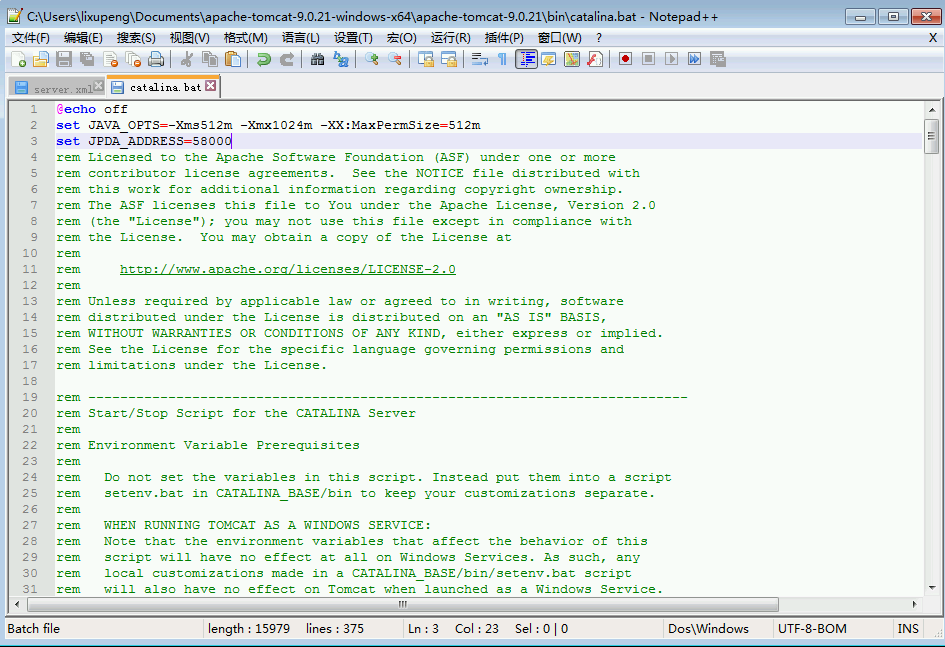 C:\Users\lixupeng\Documents\apache-tomcat-9.0.21-windows-x64\apache-tomcat-9.0.21\bin\catalina.bat - Notepad++
文件(F) 编辑(E) 搜索(S) 视图(V) 格式(M) 语言(L) 设置(T) 宏(O) 运行(R) 插件(P) 窗口(W) ? X
server.xml catalina.bat
1 @echo off
2 set JAVA_OPTS=-Xms512m -Xmx1024m -XX:MaxPermSize=512m
3 set JPDA_ADDRESS=58000
4 rem Licensed to the Apache Software Foundation (ASF) under one or more
5 rem contributor license agreements.  See the NOTICE file distributed with
6 rem this work for additional information regarding copyright ownership.
7 rem The ASF licenses this file to You under the Apache License, Version 2.0
8 rem (the "License"); you may not use this file except in compliance with
9 rem the License.  You may obtain a copy of the License at
10 rem
11 rem     http://www.apache.org/licenses/LICENSE-2.0
12 rem
13 rem Unless required by applicable law or agreed to in writing, software
14 rem distributed under the License is distributed on an "AS IS" BASIS,
15 rem WITHOUT WARRANTIES OR CONDITIONS OF ANY KIND, either express or implied.
16 rem See the License for the specific language governing permissions and
17 rem limitations under the License.
18
19 rem ---------------------------------------------------------------------------
20 rem Start/Stop Script for the CATALINA Server
21 rem
22 rem Environment Variable Prerequisites
23 rem
24 rem   Do not set the variables in this script. Instead put them into a script
25 rem   setenv.bat in CATALINA_BASE/bin to keep your customizations separate.
26 rem
27 rem   WHEN RUNNING TOMCAT AS A WINDOWS SERVICE:
28 rem   Note that the environment variables that affect the behavior of this
29 rem   script will have no effect at all on Windows Services. As such, any
30 rem   local customizations made in a CATALINA_BASE/bin/setenv.bat script
31 rem   will also have no effect on Tomcat when launched as a Windows Service.
Batch file length : 15979 lines : 375 Ln : 3 Col : 23 Sel : 0 | 0 Dos\Windows UTF-8-BOM INS